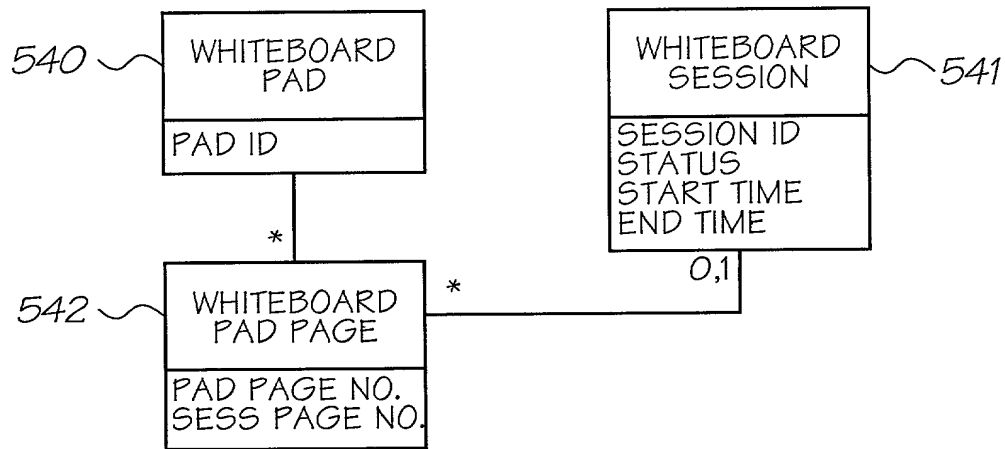 540
WHITEBOARD
PAD
PAD ID
*
WHITEBOARD
SESSION
541
SESSION ID
STATUS
START TIME
END TIME
0,1
*
542
WHITEBOARD
PAD PAGE
PAD PAGE NO.
SESS PAGE NO.